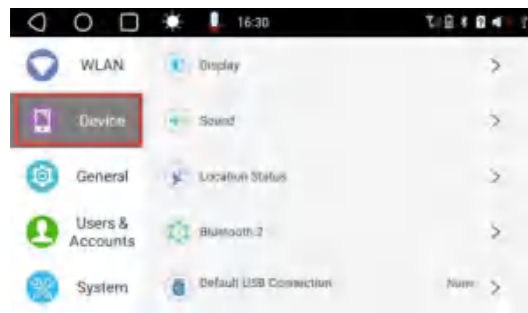 16:30
WLAN
Display
Device
Sound
General
Location Status
Users &
Accounts
Bluetooth 2
System
Default USB Connection
None